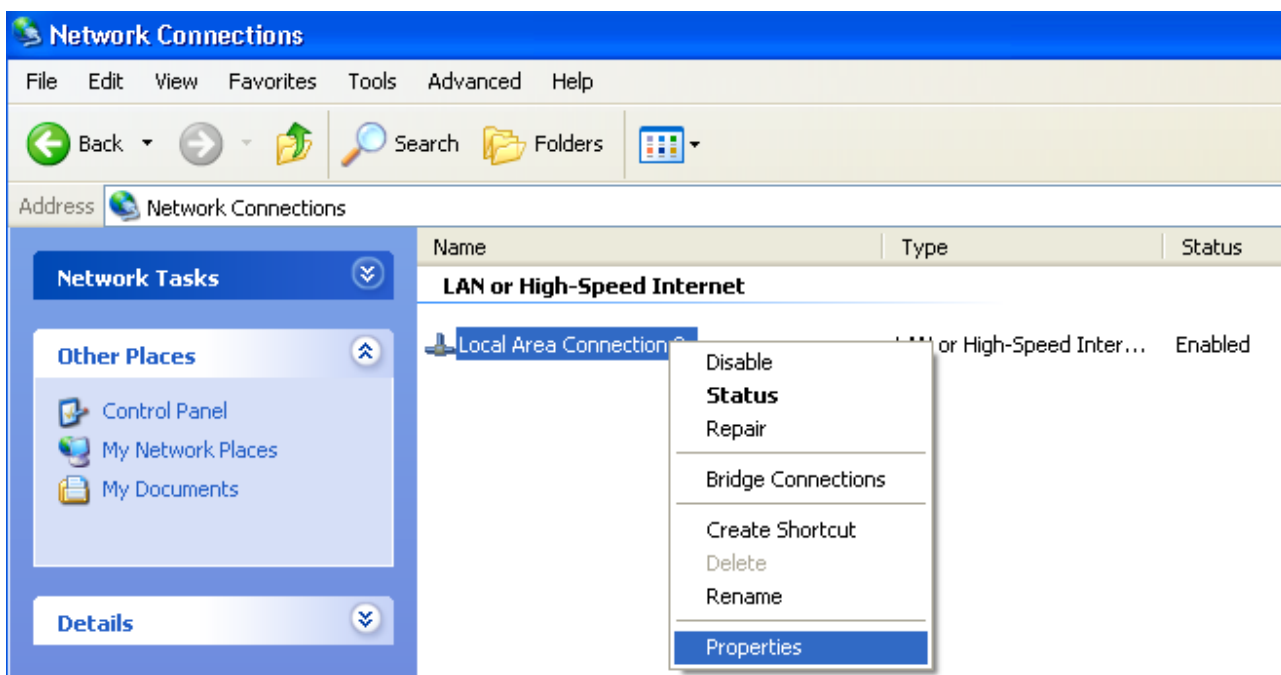 Network Connections
File Edit View Favorites Tools Advanced Help
Back Search Folders
Address Network Connections
Name Type Status
Network Tasks
LAN or High-Speed Internet
Other Places
Local Area Connection or High-Speed Inter... Enabled
Control Panel
My Network Places
My Documents
Details
Disable
Status
Repair
Bridge Connections
Create Shortcut
Delete
Rename
Properties